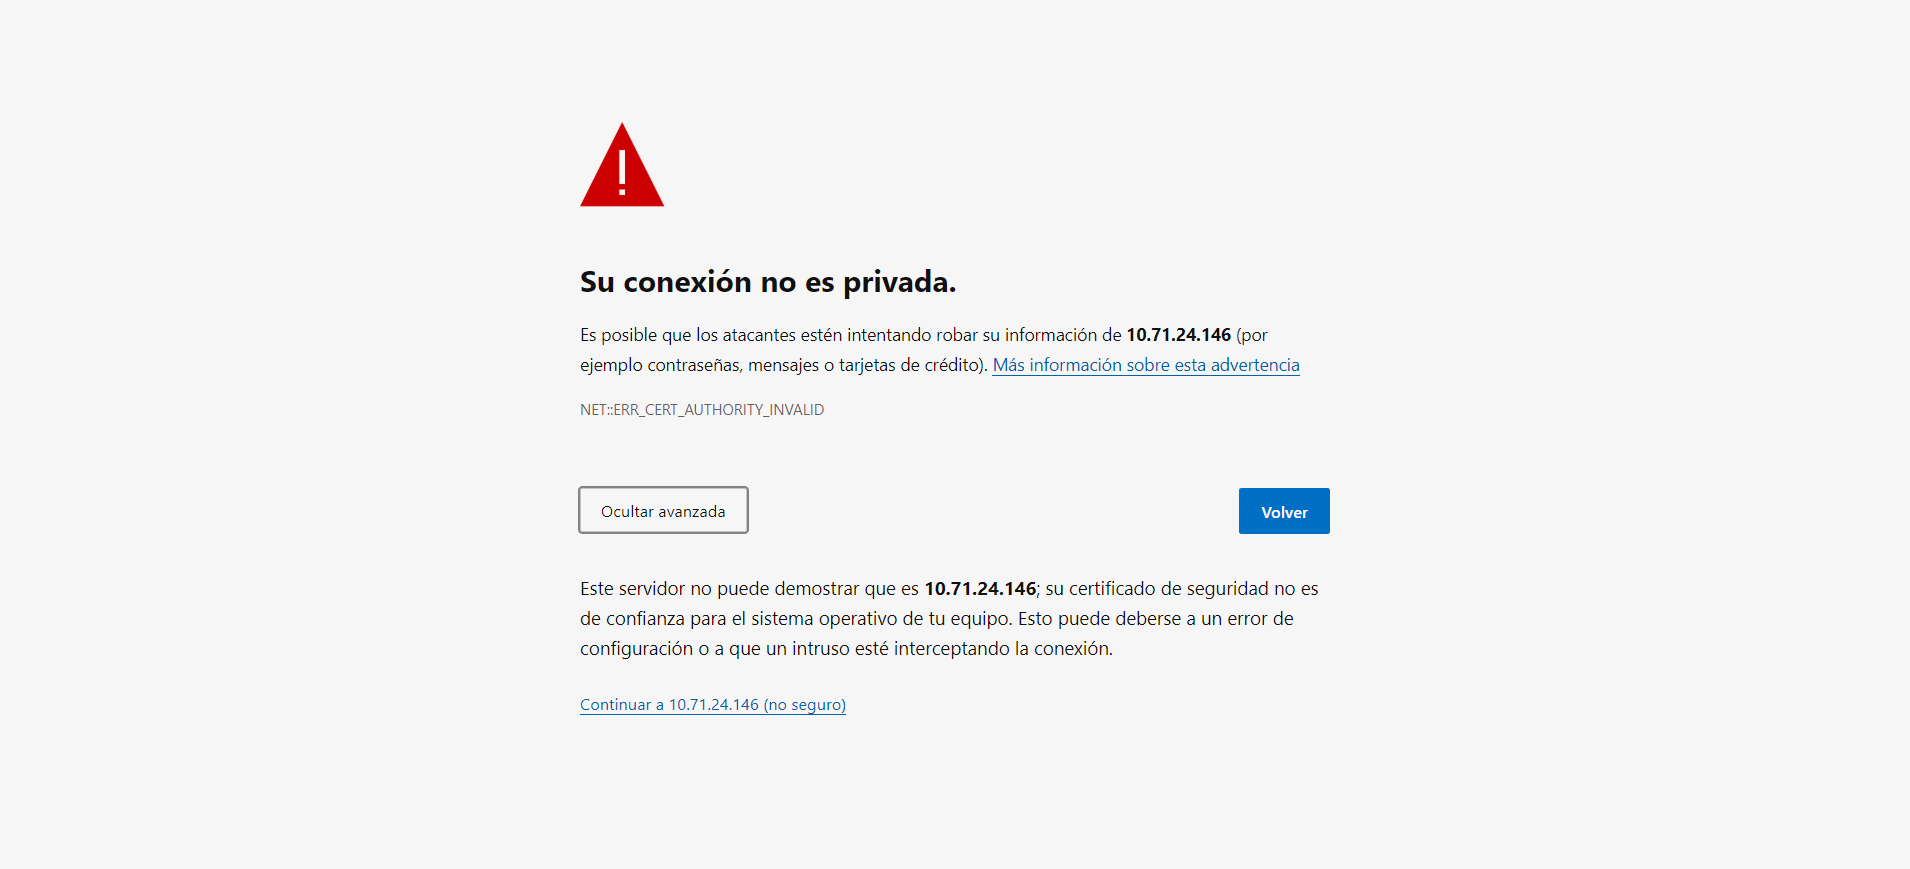 Su conexión no es privada.
Es posible que los atacantes estén intentando robar su información de 10.71.24.146 (por
ejemplo contraseñas, mensajes o tarjetas de crédito). Más información sobre esta advertencia
NET::ERR_CERT_AUTHORITY_INVALID
Ocultar avanzada
Volver
Este servidor no puede demostrar que es 10.71.24.146; su certificado de seguridad no es
de confianza para el sistema operativo de tu equipo. Esto puede deberse a un error de
configuración o a que un intruso esté interceptando la conexión.
Continuar a 10.71.24.146 (no seguro)